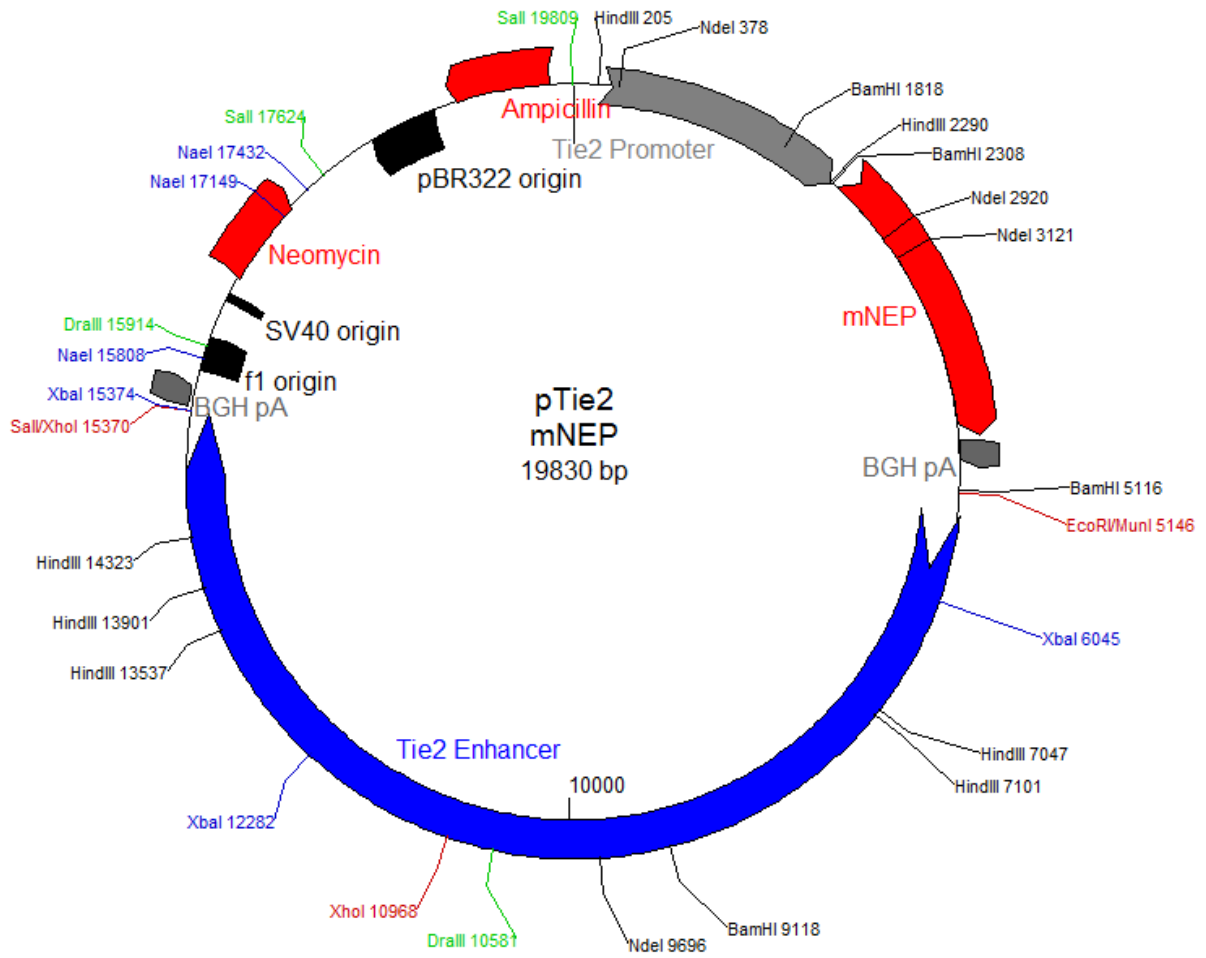 SalI 19809
HindIII 205
NdeI 378
BamHI 1818
HindIII 2290
BamHI 2308
NdeI 2920
NdeI 3121
mNEP
BGH pA
BamHI 5116
EcoRI/MunI 5146
XbaI 6045
HindIII 7047
HindIII 7101
BamHI 9118
NdeI 9696
10000
DraIII 10581
XhoI 10968
XbaI 12282
Tie2 Enhancer
HindIII 13537
HindIII 13901
HindIII 14323
SalI/XhoI 15370
XbaI 15374
BGH pA
NaeI 15808
DraIII 15914
f1 origin
SV40 origin
Neomycin
NaeI 17149
NaeI 17432
SalI 17624
pBR322 origin
Ampicillin
Tie2 Promoter
pTie2
mNEP
19830 bp